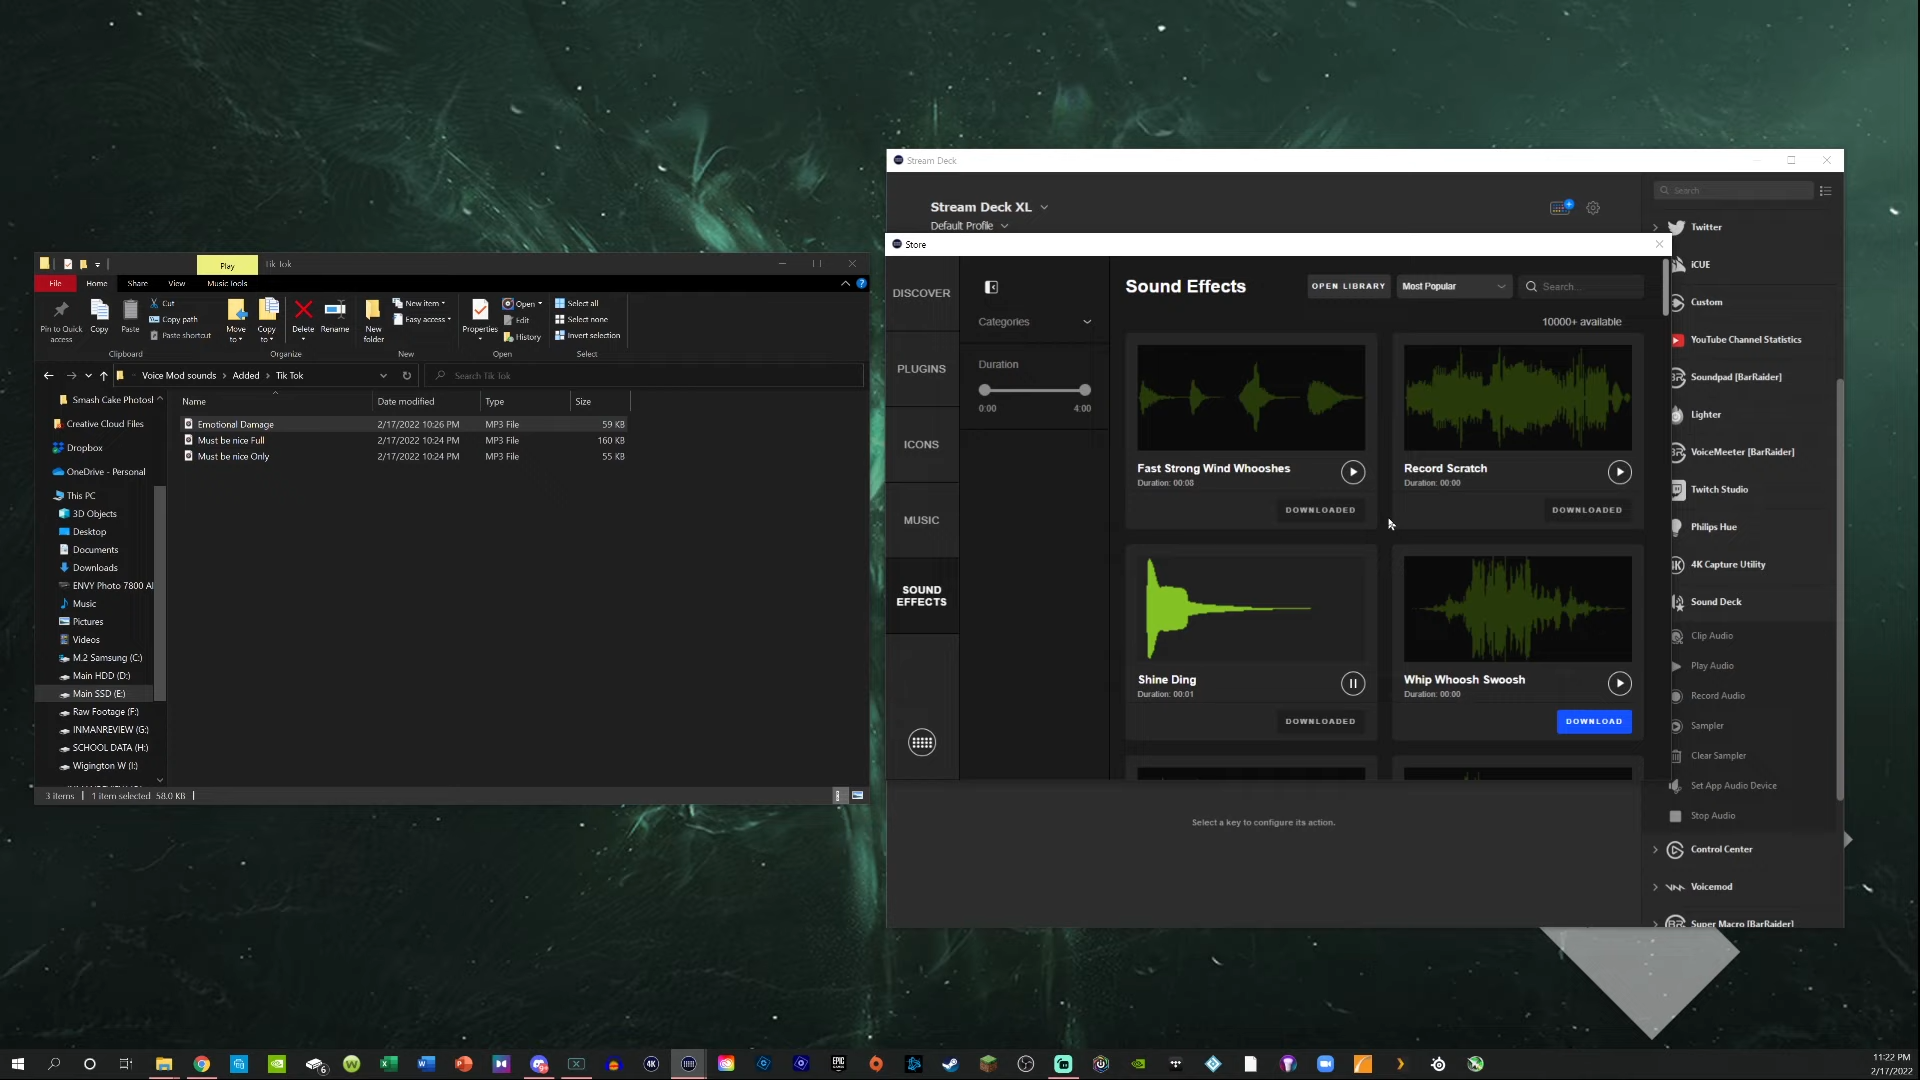 Play
Tik Tok
File
Home
Share
View
Music Tools
Pin to Quick access
Copy
Paste
Cut
Copy path
Paste shortcut
Clipboard
Move to
Copy to
Delete
Rename
Organize
New folder
New item
Easy access
New
Properties
Open
Edit
History
Open
Select all
Select none
Invert selection
Select
Voice Mod sounds > Added > Tik Tok
Search Tik Tok
Name
Date modified
Type
Size
Emotional Damage 2/17/2022 10:26 PM MP3 File 59 KB
Must be nice Full 2/17/2022 10:24 PM MP3 File 160 KB
Must be nice Only 2/17/2022 10:24 PM MP3 File 55 KB
Smash Cake Photosl
Creative Cloud Files
Dropbox
OneDrive - Personal
This PC
3D Objects
Desktop
Documents
Downloads
ENVY Photo 7800 Al
Music
Pictures
Videos
M.2 Samsung (C:)
Main HDD (D:)
Main SSD (E:)
Raw Footage (F:)
INMANREVIEW (G:)
SCHOOL DATA (H:)
Wigington W (I:)
3 items
1 item selected 58.0 KB
Stream Deck
Stream Deck XL
Default Profile
Store
DISCOVER
PLUGINS
ICONS
MUSIC
SOUND EFFECTS
Categories
Duration
0:00
4:00
Sound Effects
OPEN LIBRARY
Most Popular
Search...
10000+ available
Fast Strong Wind Whooshes
Duration: 00:08
DOWNLOADED
Record Scratch
Duration: 00:00
DOWNLOADED
Shine Ding
Duration: 00:01
DOWNLOADED
Whip Whoosh Swoosh
Duration: 00:00
DOWNLOAD
Select a key to configure its action.
Search
Twitter
iCUE
Custom
YouTube Channel Statistics
Soundpad [BarRaider]
Lighter
VoiceMeeter [BarRaider]
Twitch Studio
Philips Hue
4K Capture Utility
Sound Deck
Clip Audio
Play Audio
Record Audio
Sampler
Clear Sampler
Set App Audio Device
Stop Audio
Control Center
Voicemod
Super Macro [BarRaider]
11:22 PM
2/17/2022